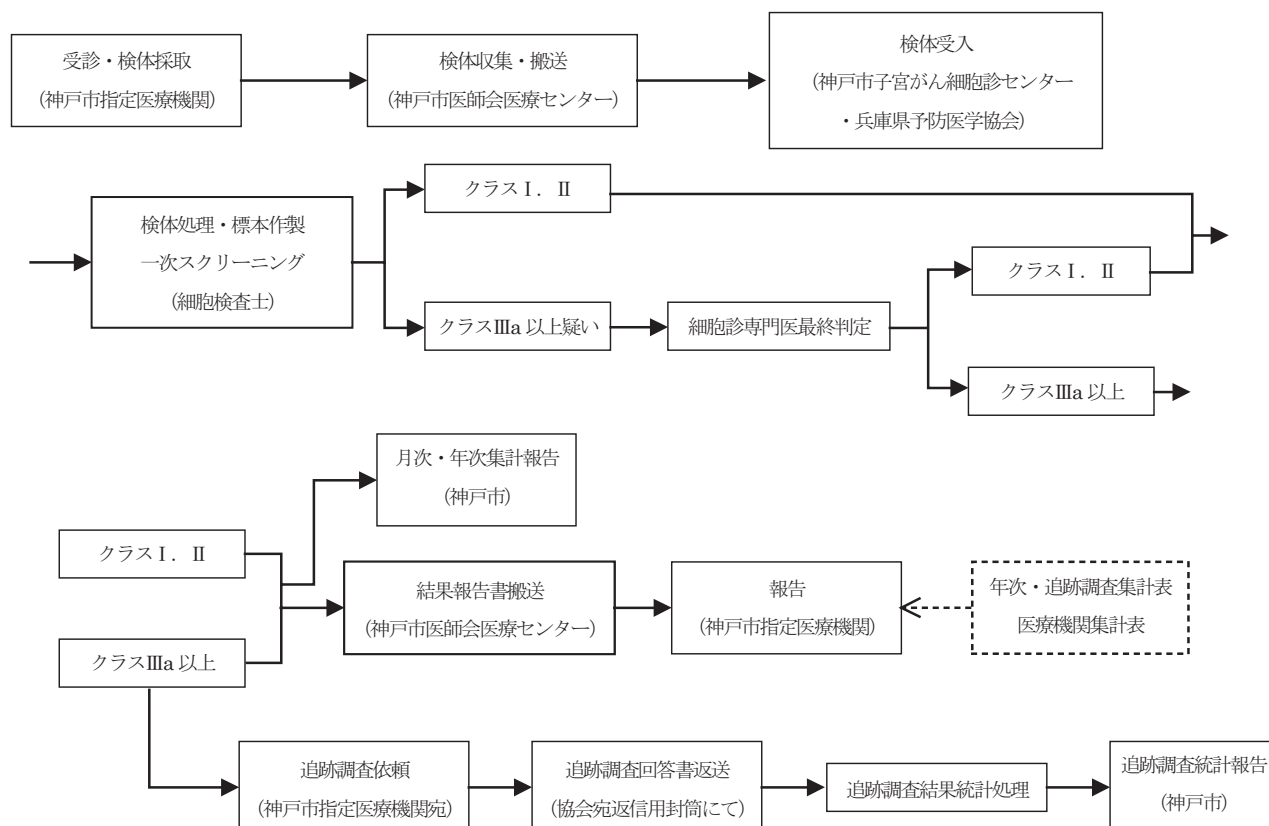 受診・検体採取
(神戸市指定医療機関)
検体収集・搬送
(神戸市医師会医療センター)
検体受入
(神戸市子宮がん細胞診センター
・兵庫県予防医学協会)
検体処理・標本作製
一次スクリーニング
(細胞検査士)
クラスⅠ．Ⅱ
クラスⅢa 以上疑い
細胞診専門医最終判定
クラスⅠ．Ⅱ
クラスⅢa 以上
月次・年次集計報告
(神戸市)
クラスⅠ．Ⅱ
クラスⅢa 以上
結果報告書搬送
(神戸市医師会医療センター)
報告
(神戸市指定医療機関)
年次・追跡調査集計表
医療機関集計表
追跡調査依頼
(神戸市指定医療機関宛)
追跡調査回答書返送
(協会宛返信用封筒にて)
追跡調査結果統計処理
追跡調査統計報告
(神戸市)